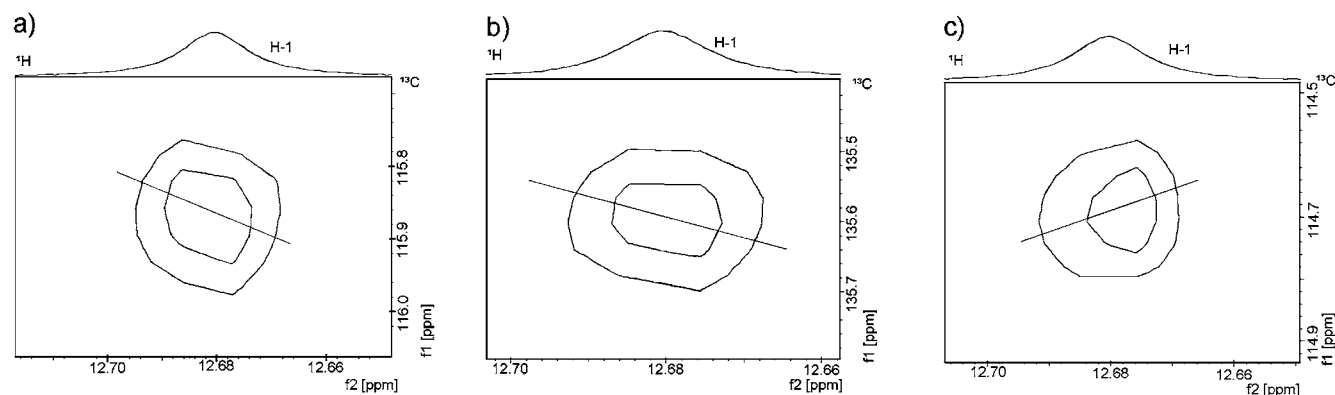 a)
¹H
H-1
¹³C
115.8
115.9
116.0
f1 [ppm]
12.70
12.68
12.66
f2 [ppm]
b)
¹H
H-1
¹³C
135.5
135.6
135.7
f1 [ppm]
12.70
12.68
12.66
f2 [ppm]
c)
¹H
H-1
¹³C
114.5
114.7
114.9
f1 [ppm]
12.70
12.68
12.66
f2 [ppm]